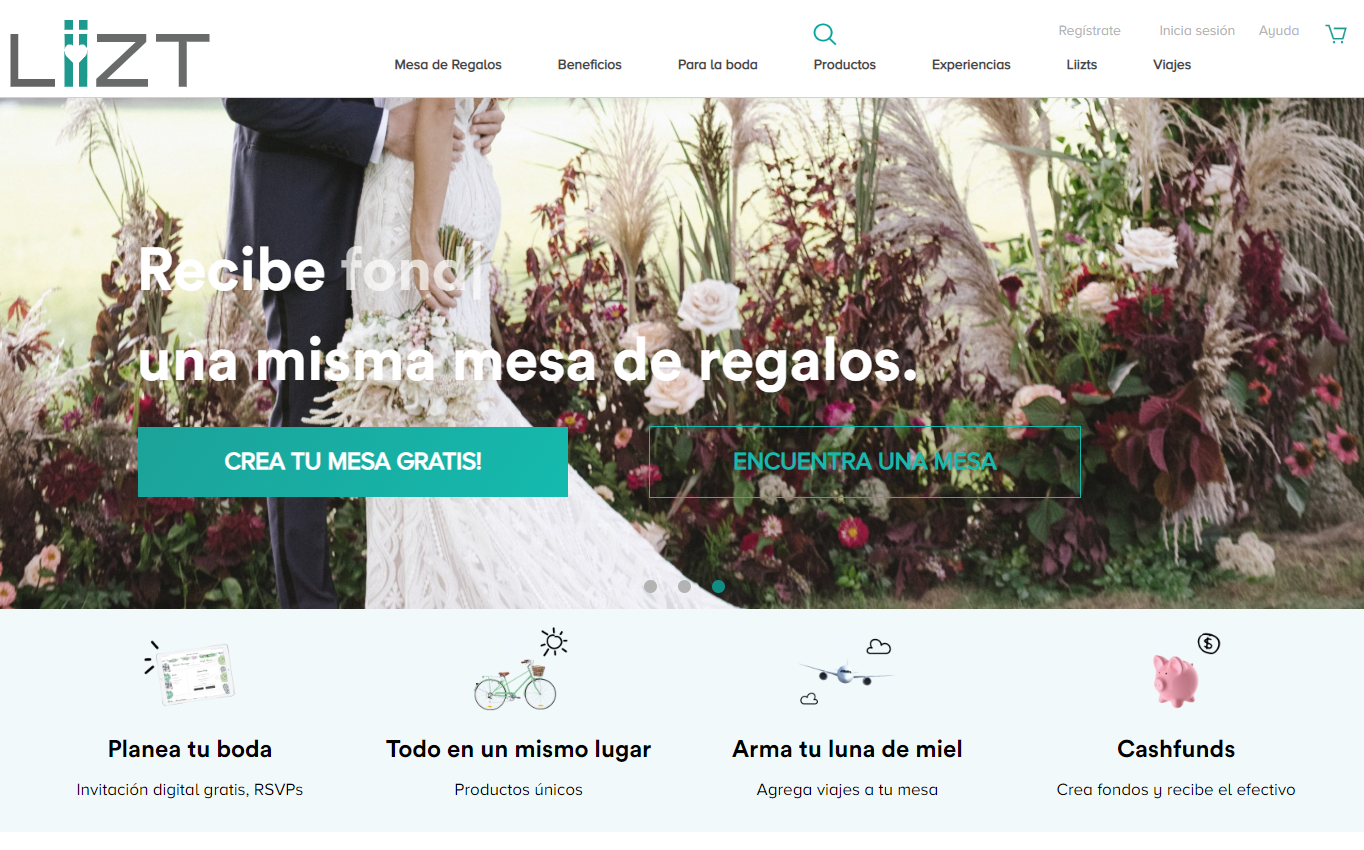 LiiZT
Regístrate Inicia sesión Ayuda
Mesa de Regalos Beneficios Para la boda Productos Experiencias Liizts Viajes
Recibe fond|
una misma mesa de regalos.
CREA TU MESA GRATIS! ENCUENTRA UNA MESA
$
Planea tu boda Todo en un mismo lugar Arma tu luna de miel Cashfunds
Invitación digital gratis, RSVPs Productos únicos Agrega viajes a tu mesa Crea fondos y recibe el efectivo